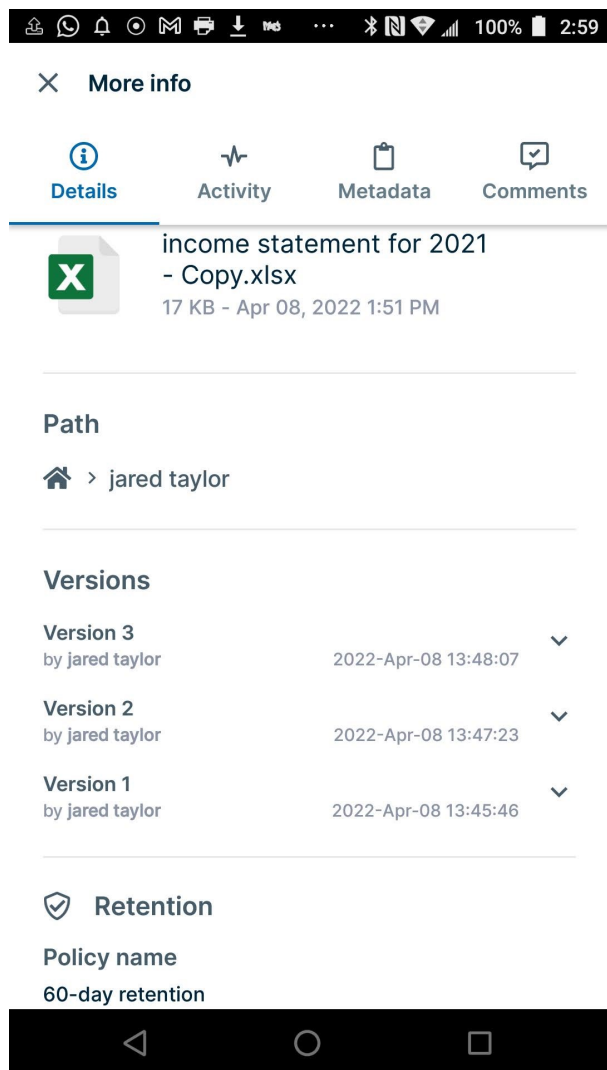 100% 2:59
More info
Details Activity Metadata Comments
X
income statement for 2021
- Copy.xlsx
17 KB - Apr 08, 2022 1:51 PM
Path
> jared taylor
Versions
Version 3
by jared taylor 2022-Apr-08 13:48:07
Version 2
by jared taylor 2022-Apr-08 13:47:23
Version 1
by jared taylor 2022-Apr-08 13:45:46
Retention
Policy name
60-day retention